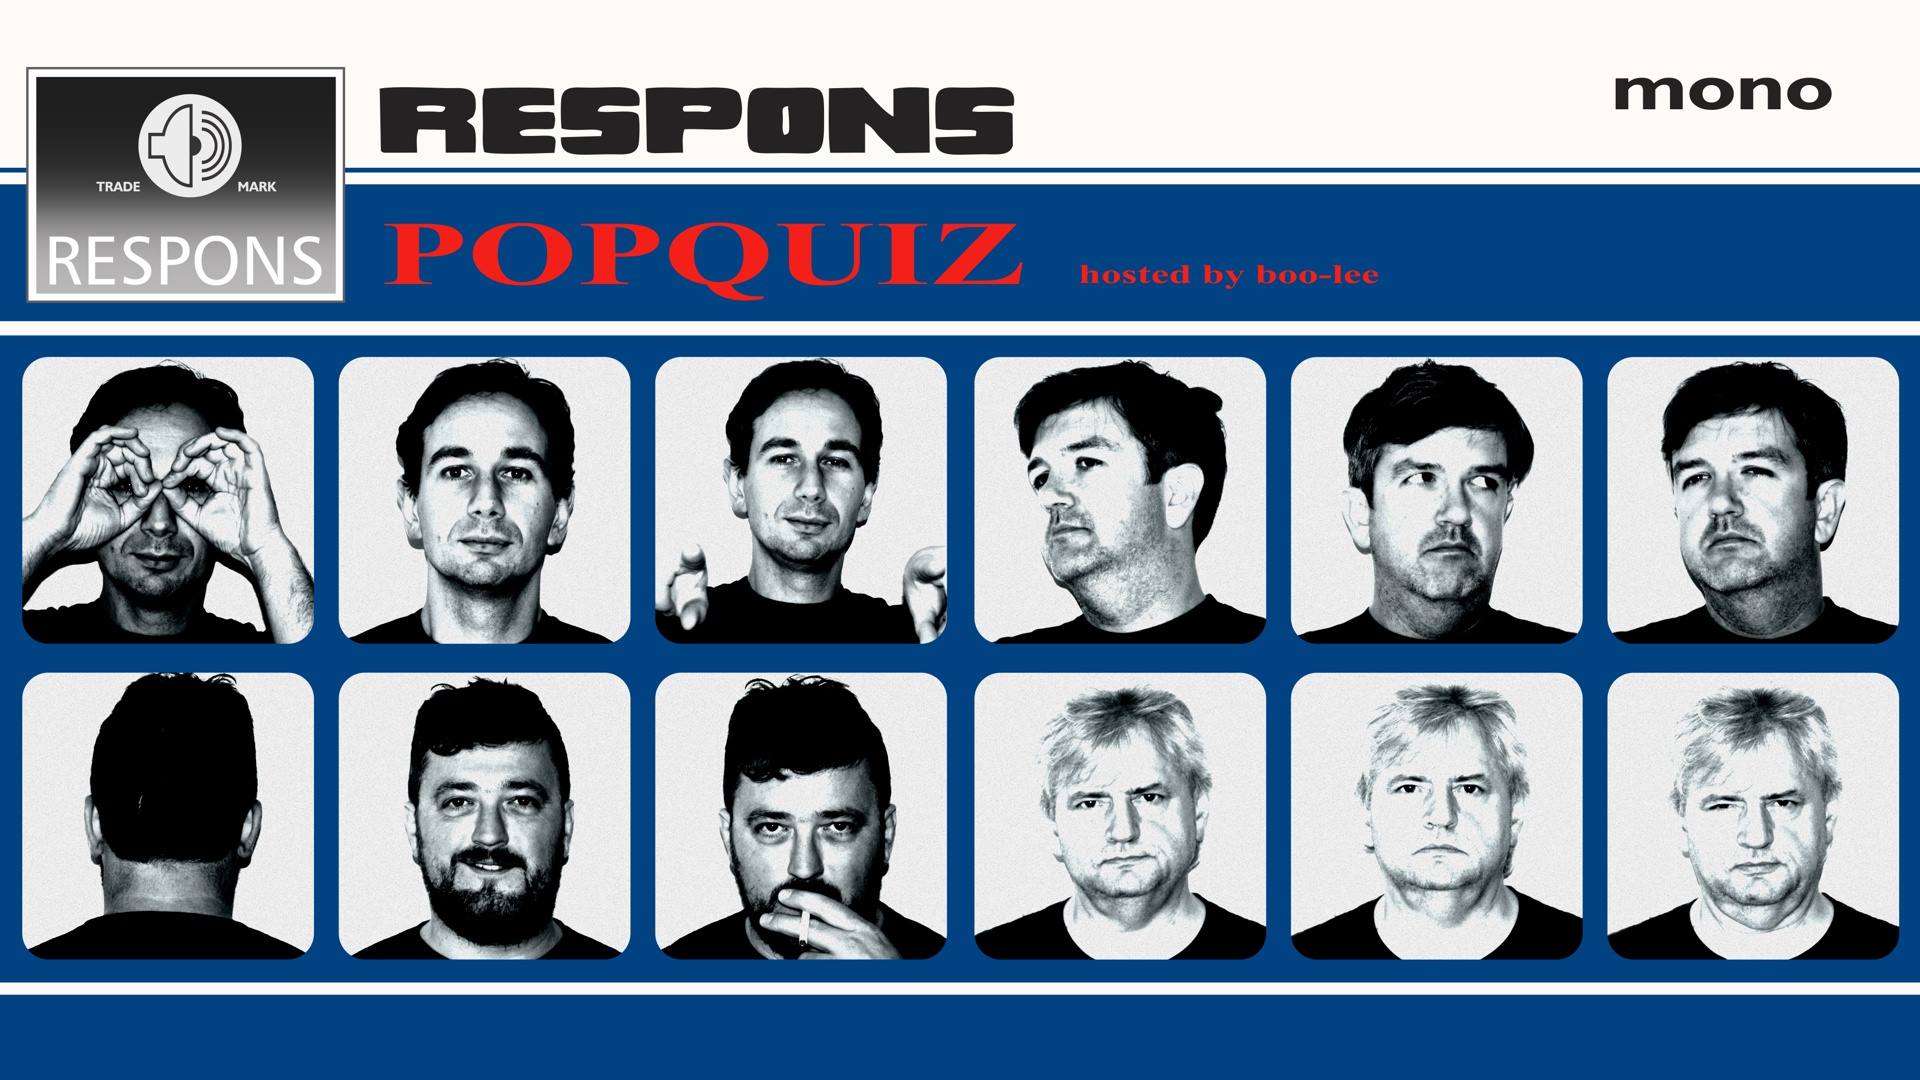 TRADE MARK
RESPONS
RESPONS
mono
POPQUIZ
hosted by boo-lee